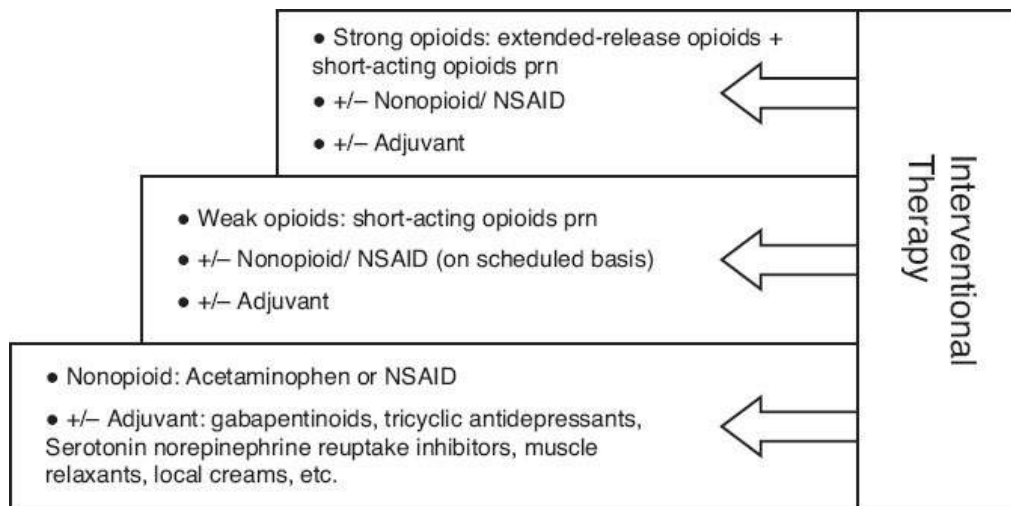 ● Strong opioids: extended-release opioids +
short-acting opioids prn
● +/– Nonopioid/ NSAID
● +/– Adjuvant
● Weak opioids: short-acting opioids prn
● +/– Nonopioid/ NSAID (on scheduled basis)
● +/– Adjuvant
● Nonopioid: Acetaminophen or NSAID
● +/– Adjuvant: gabapentinoids, tricyclic antidepressants,
Serotonin norepinephrine reuptake inhibitors, muscle
relaxants, local creams, etc.
Interventional
Therapy